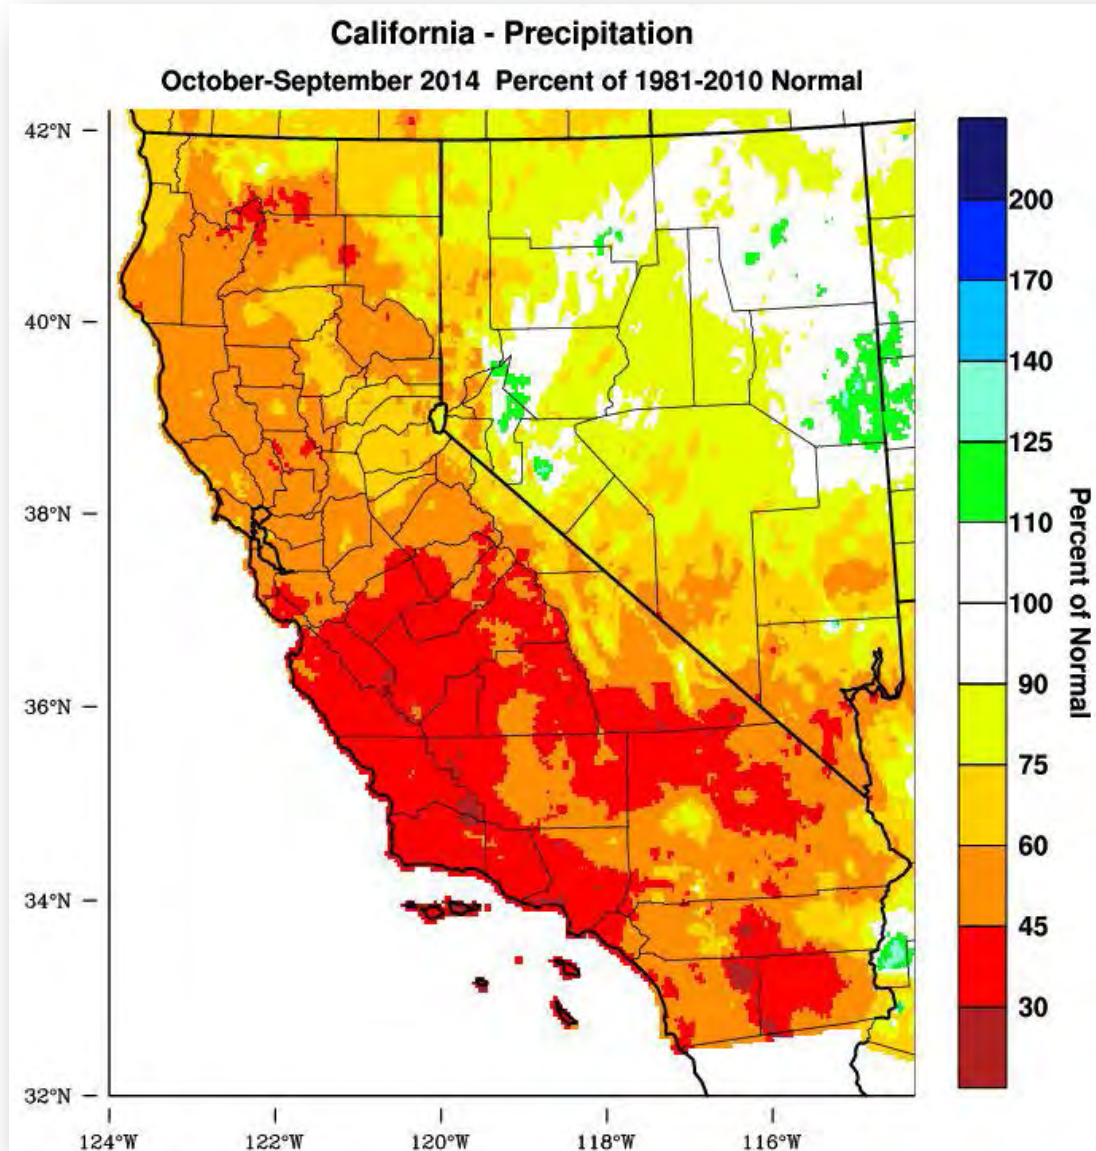 California - Precipitation
October-September 2014 Percent of 1981-2010 Normal
42°N
40°N
38°N
36°N
34°N
32°N
124°W
122°W
120°W
118°W
116°W
200
170
140
125
110
100
90
75
60
45
30
Percent of Normal